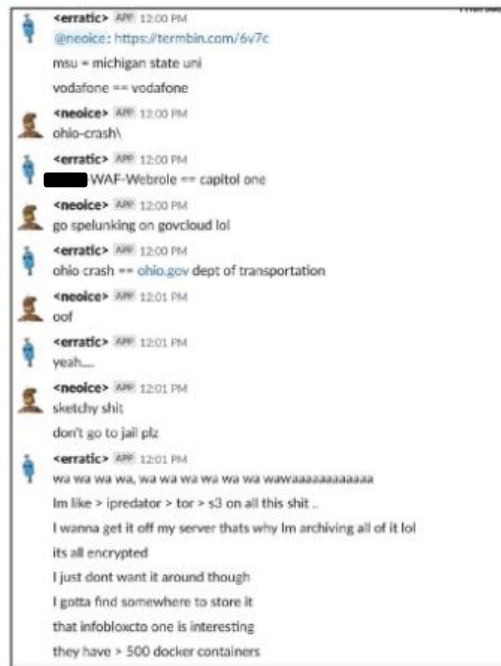 <erratic> APP 12:00 PM
@neoice: https://termbin.com/6v7c
msu = michigan state uni
vodafone == vodafone
<neoice> APP 12:00 PM
ohio-crash\
<erratic> APP 12:00 PM
-WAF-Webrole == capitol one
<neoice> APP 12:00 PM
go spelunking on govcloud lol
<erratic> APP 12:00 PM
ohio crash == ohio.gov dept of transportation
<neoice> APP 12:01 PM
oof
<erratic> APP 12:01 PM
yeah....
<neoice> APP 12:01 PM
sketchy shit
don't go to jail plz
<erratic> APP 12:01 PM
wa wa wa wa, wa wa wa wa wa wa wawaaaaaaaaaaa
Im like > ipredator > tor > s3 on all this shit ..
I wanna get it off my server thats why Im archiving all of it lol
its all encrypted
I just dont want it around though
I gotta find somewhere to store it
that infobloxcto one is interesting
they have > 500 docker containers